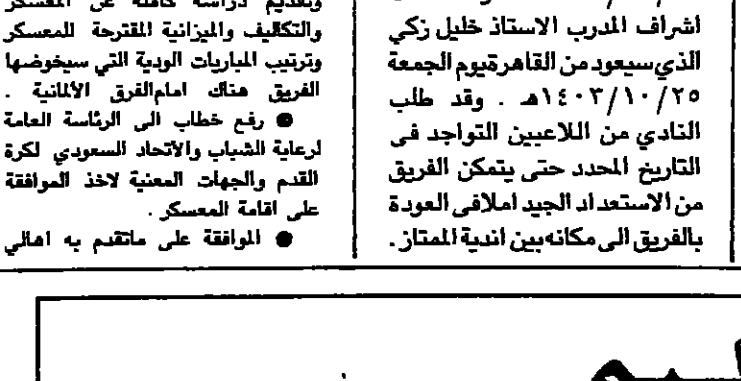 اشراف المدرب الاستاذ خليل زكي
الذي سيعود من القاهرة يوم الجمعة
١٤٠٣/١٠/٢٥هـ . وقد طلب
النادي من اللاعبين التواجد فى
التاريخ المحدد حتى يتمكن الفريق
من الاستعداد الجيد املا فى العودة
بالفريق الى مكانه بين اندية الممتاز .
وتقديم دراسة كاملة عن المعسكر
والتكاليف والميزانية المقترحة للمعسكر
وترتيب المباريات الودية التي سيخوضها
الفريق هناك امام الفرق الألمانية .
● رفع خطاب الى الرئاسة العامة
لرعاية الشباب والاتحاد السعودي لكرة
القدم والجهات المعنية لاخذ الموافقة
على اقامة المعسكر .
● الموافقة على ماتقدم به اهالي